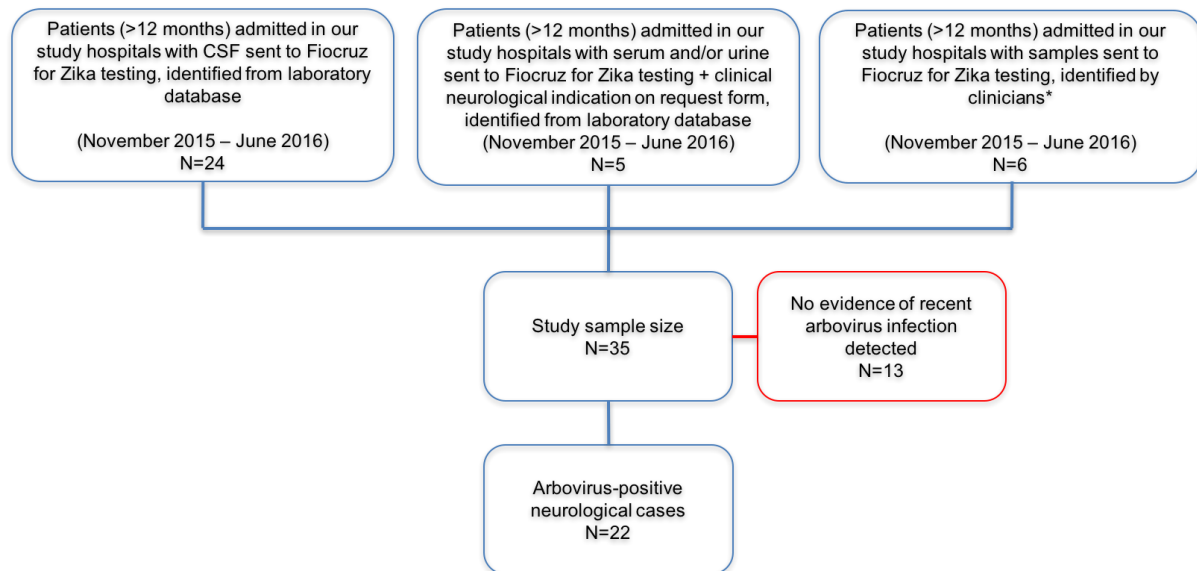 Patients (>12 months) admitted in our
study hospitals with CSF sent to Fiocruz
for Zika testing, identified from laboratory
database
(November 2015 – June 2016)
N=24
Patients (>12 months) admitted in our
study hospitals with serum and/or urine
sent to Fiocruz for Zika testing + clinical
neurological indication on request form,
identified from laboratory database
(November 2015 – June 2016)
N=5
Patients (>12 months) admitted in our
study hospitals with samples sent to
Fiocruz for Zika testing, identified by
clinicians*
(November 2015 – June 2016)
N=6
Study sample size
N=35
No evidence of recent
arbovirus infection
detected
N=13
Arbovirus-positive
neurological cases
N=22